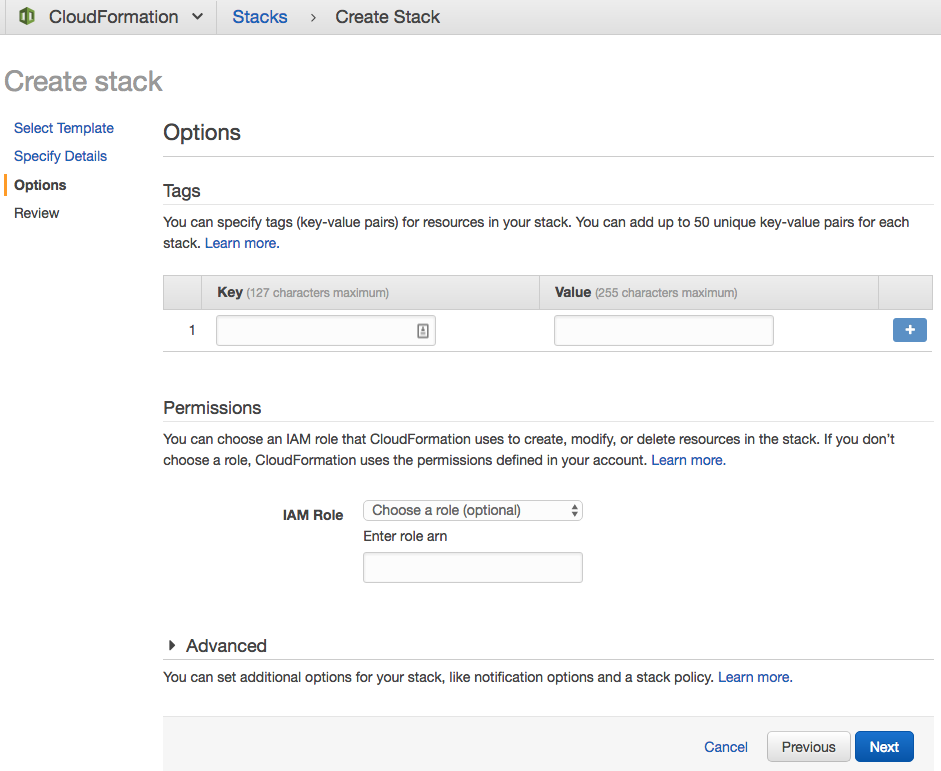 CloudFormation Stacks > Create Stack
Create stack
Select Template
Specify Details
Options
Review
Options
Tags
You can specify tags (key-value pairs) for resources in your stack. You can add up to 50 unique key-value pairs for each
stack. Learn more.
Key (127 characters maximum) Value (255 characters maximum)
1 +
Permissions
You can choose an IAM role that CloudFormation uses to create, modify, or delete resources in the stack. If you don't
choose a role, CloudFormation uses the permissions defined in your account. Learn more.
IAM Role Choose a role (optional)
Enter role arn
Advanced
You can set additional options for your stack, like notification options and a stack policy. Learn more.
Cancel Previous Next